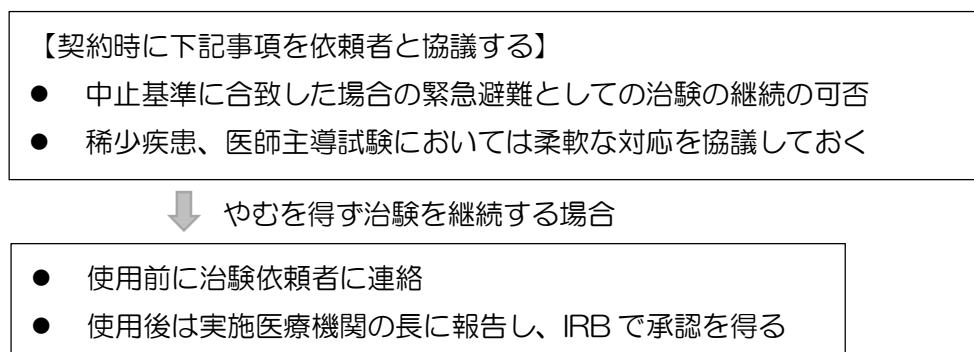 【契約時に下記事項を依頼者と協議する】
● 中止基準に合致した場合の緊急避難としての治験の継続の可否
● 稀少疾患、医師主導試験においては柔軟な対応を協議しておく
やむを得ず治験を継続する場合
● 使用前に治験依頼者に連絡
● 使用後は実施医療機関の長に報告し、IRB で承認を得る